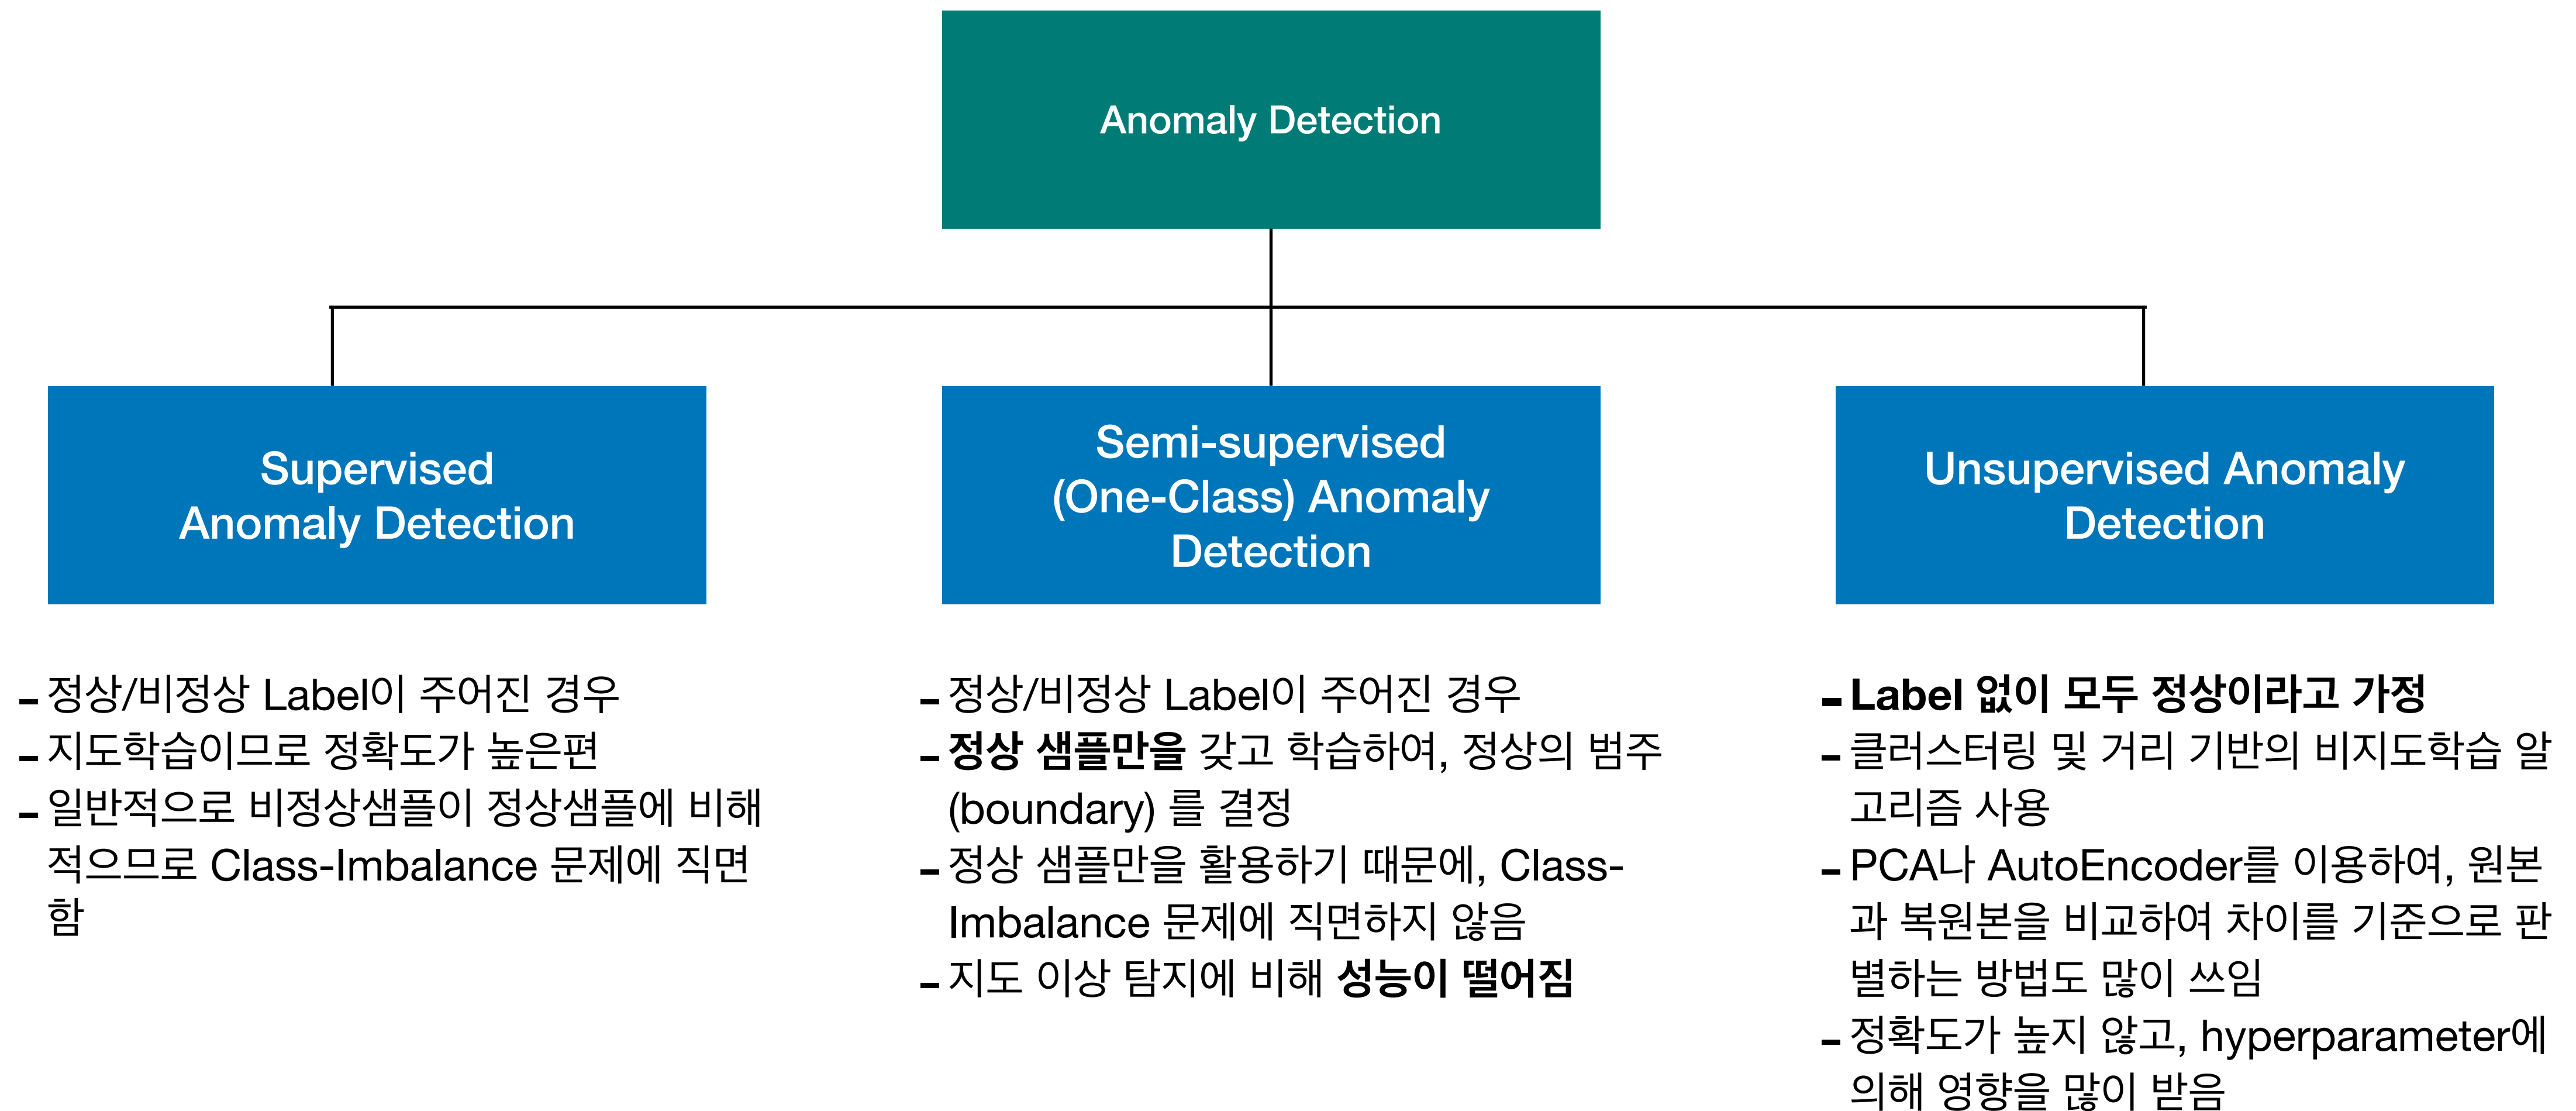 Anomaly Detection
Supervised
Anomaly Detection
Semi-supervised
(One-Class) Anomaly
Detection
Unsupervised Anomaly
Detection
- 정상/비정상 Label이 주어진 경우
- 지도학습이므로 정확도가 높은편
- 일반적으로 비정상샘플이 정상샘플에 비해
적으므로 Class-Imbalance 문제에 직면
함
- 정상/비정상 Label이 주어진 경우
- 정상 샘플만을 갖고 학습하여, 정상의 범주
(boundary) 를 결정
- 정상 샘플만을 활용하기 때문에, Class-
Imbalance 문제에 직면하지 않음
- 지도 이상 탐지에 비해 성능이 떨어짐
- Label 없이 모두 정상이라고 가정
- 클러스터링 및 거리 기반의 비지도학습 알
고리즘 사용
- PCA나 AutoEncoder를 이용하여, 원본
과 복원본을 비교하여 차이를 기준으로 판
별하는 방법도 많이 쓰임
- 정확도가 높지 않고, hyperparameter에
의해 영향을 많이 받음